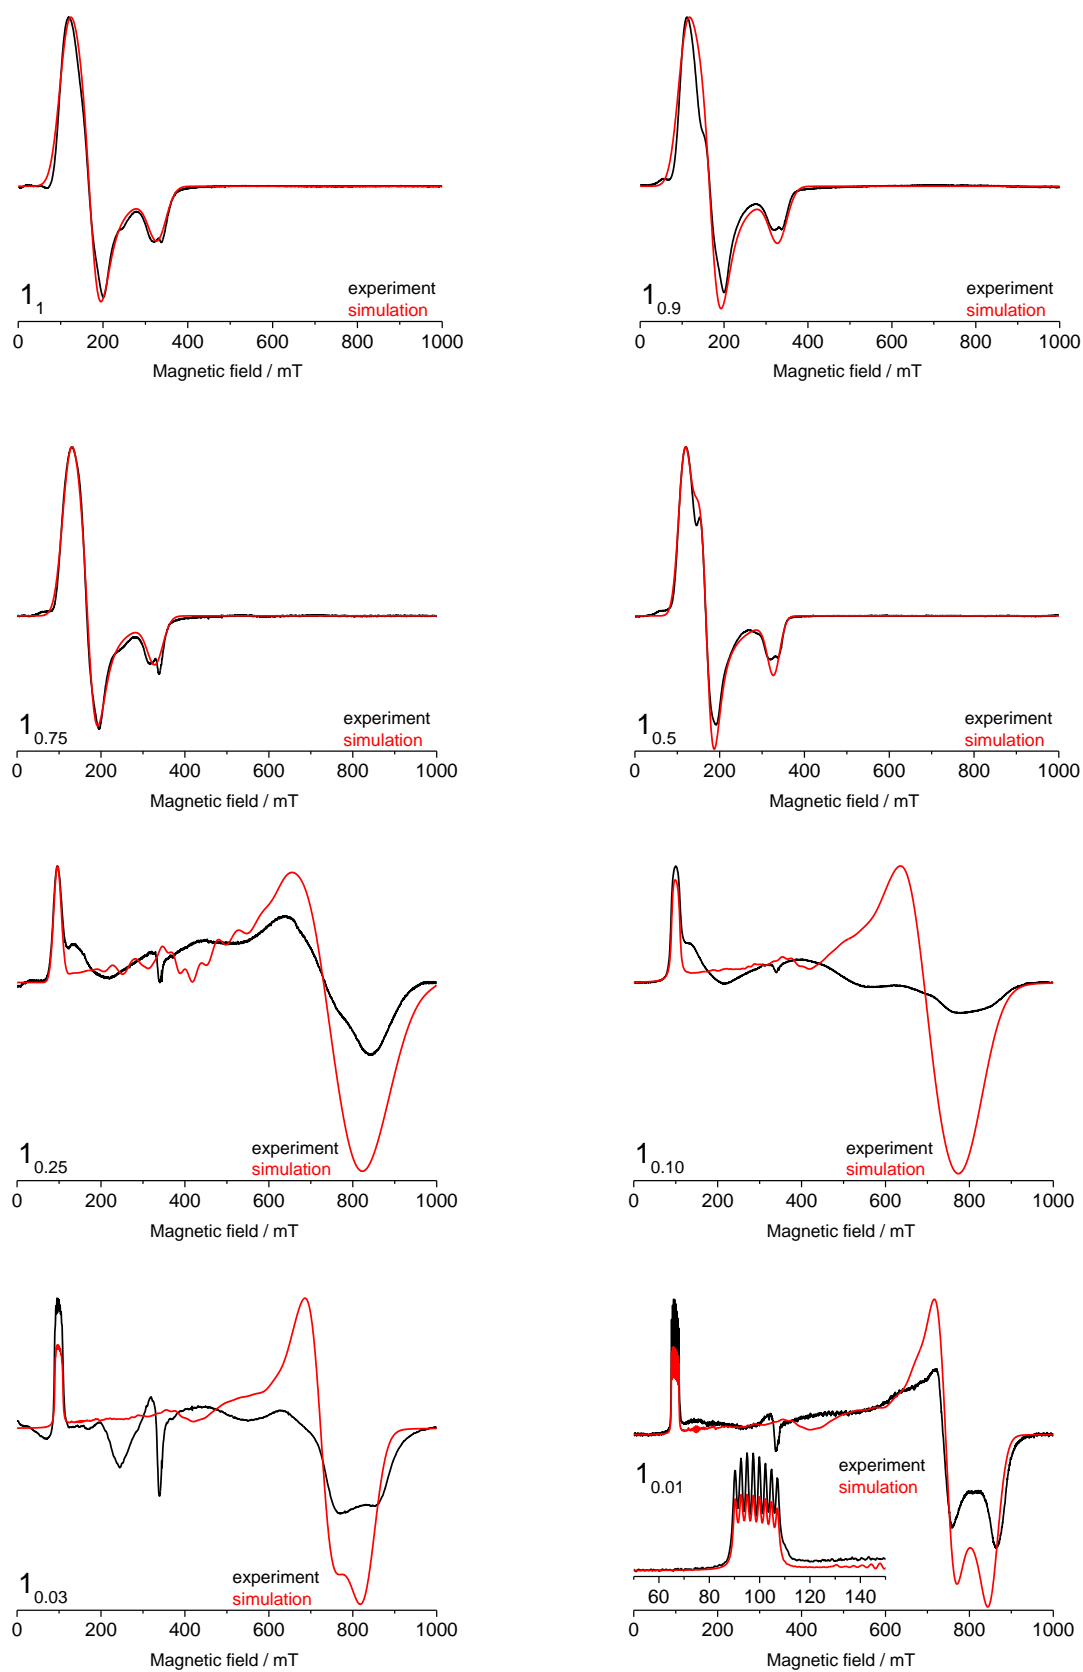 experiment
simulation
1 1
0 200 400 600 800 1000
Magnetic field / mT
experiment
simulation
1 0.9
0 200 400 600 800 1000
Magnetic field / mT
experiment
simulation
1 0.75
0 200 400 600 800 1000
Magnetic field / mT
experiment
simulation
1 0.5
0 200 400 600 800 1000
Magnetic field / mT
experiment
simulation
1 0.25
0 200 400 600 800 1000
Magnetic field / mT
experiment
simulation
1 0.10
0 200 400 600 800 1000
Magnetic field / mT
experiment
simulation
1 0.03
0 200 400 600 800 1000
Magnetic field / mT
experiment
simulation
1 0.01
60 80 100 120 140
0 200 400 600 800 1000
Magnetic field / mT